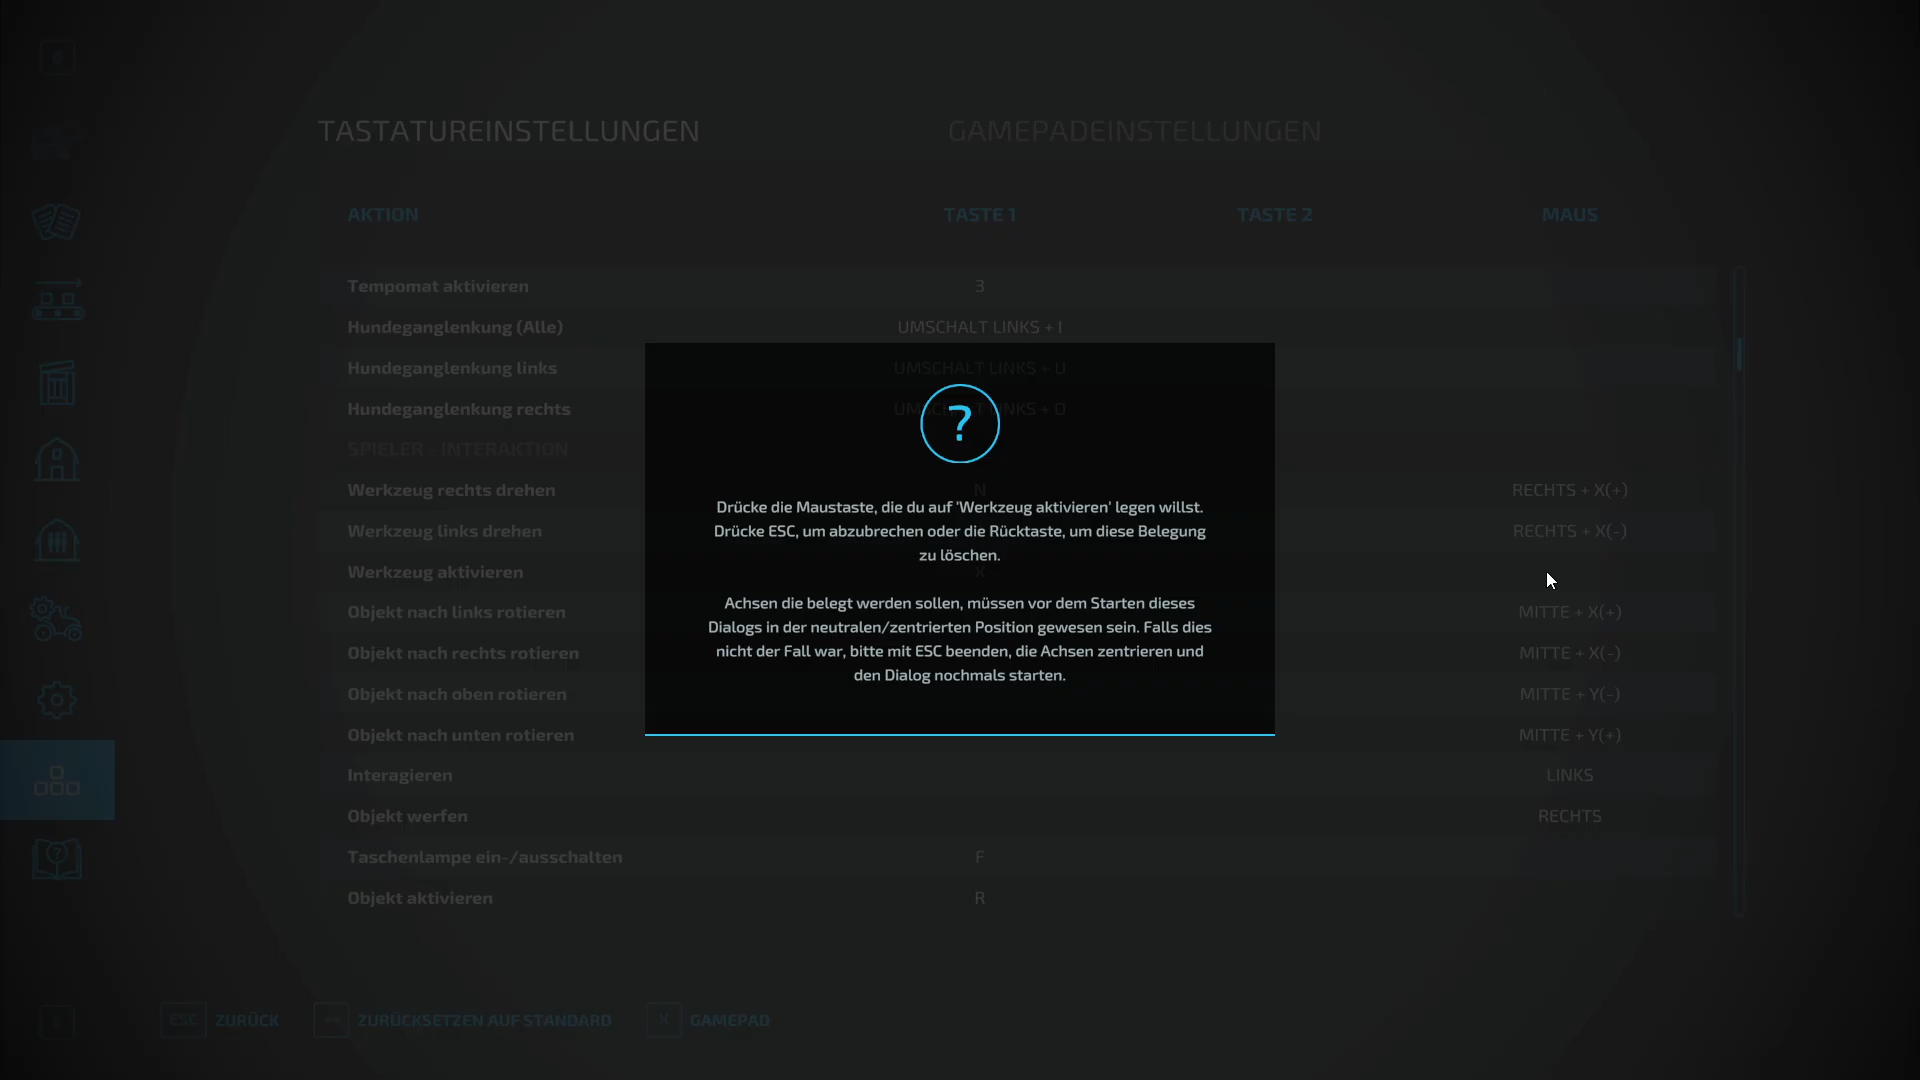 TASTATUREINSTELLUNGEN GAMEPADEINSTELLUNGEN
AKTION TASTE 1 TASTE 2 MAUS
Tempomat aktivieren 3
Hundeganglenkung (Alle) UMSCHALT LINKS + I
Hundeganglenkung links UMSCHALT LINKS + U
Hundeganglenkung rechts UMSCHALT LINKS + O
SPIELER - INTERAKTION
Werkzeug rechts drehen N RECHTS + X(+)
Werkzeug links drehen RECHTS + X(-)
Werkzeug aktivieren X
Objekt nach links rotieren MITTE + X(+)
Objekt nach rechts rotieren MITTE + X(-)
Objekt nach oben rotieren MITTE + Y(-)
Objekt nach unten rotieren MITTE + Y(+)
Interagieren LINKS
Objekt werfen RECHTS
Taschenlampe ein-/ausschalten F
Objekt aktivieren R
?
Drücke die Maustaste, die du auf 'Werkzeug aktivieren' legen willst.
Drücke ESC, um abzubrechen oder die Rücktaste, um diese Belegung
zu löschen.
Achsen die belegt werden sollen, müssen vor dem Starten dieses
Dialogs in der neutralen/zentrierten Position gewesen sein. Falls dies
nicht der Fall war, bitte mit ESC beenden, die Achsen zentrieren und
den Dialog nochmals starten.
ESC ZURÜCK ZURÜCKSETZEN AUF STANDARD X GAMEPAD